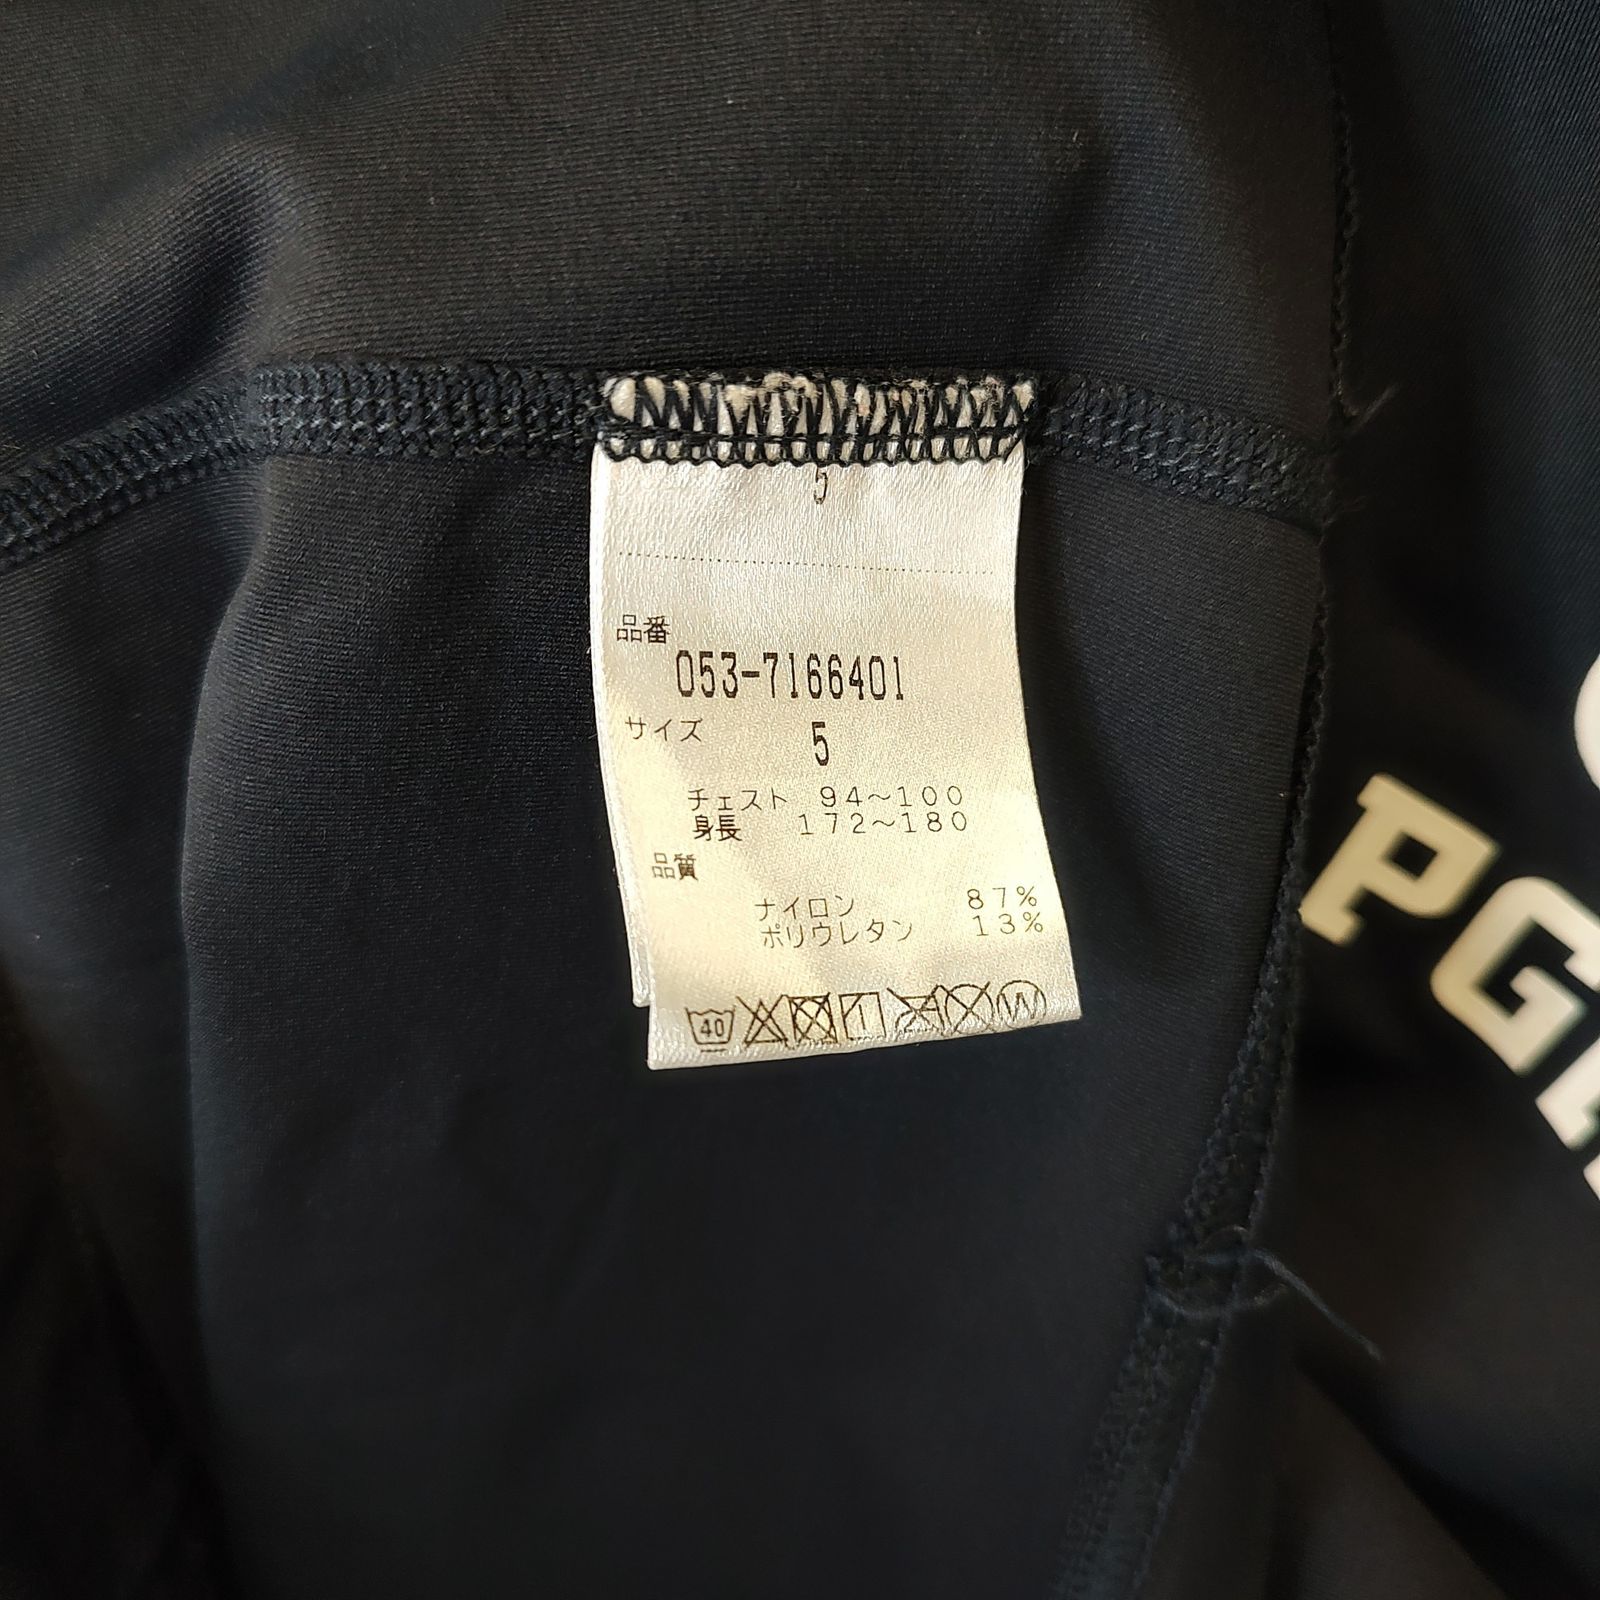 5
品番
053-7166401
サイズ 5
チェスト 94~100
身長 172~180
品質
ナイロン 87%
ポリウレタン 13%
40
PG